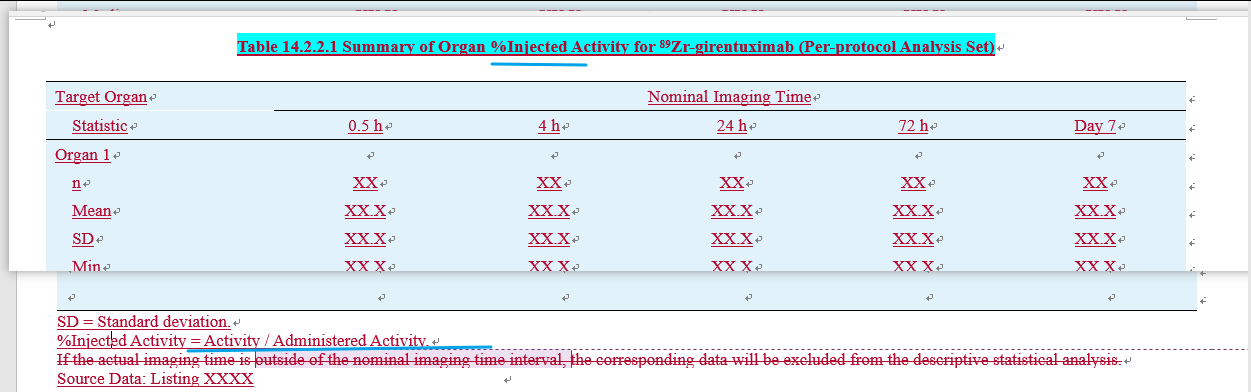 Table 14.2.2.1 Summary of Organ %Injected Activity for ⁸⁹Zr-girentuximab (Per-protocol Analysis Set)
Target Organ Nominal Imaging Time
Statistic 0.5 h 4 h 24 h 72 h Day 7
Organ 1
n XX XX XX XX XX
Mean XX.X XX.X XX.X XX.X XX.X
SD XX.X XX.X XX.X XX.X XX.X
Min XX.X XX.X XX.X XX.X XX.X
SD = Standard deviation.
%Injected Activity = Activity / Administered Activity.
If the actual imaging time is outside of the nominal imaging time interval, the corresponding data will be excluded from the descriptive statistical analysis.
Source Data: Listing XXXX